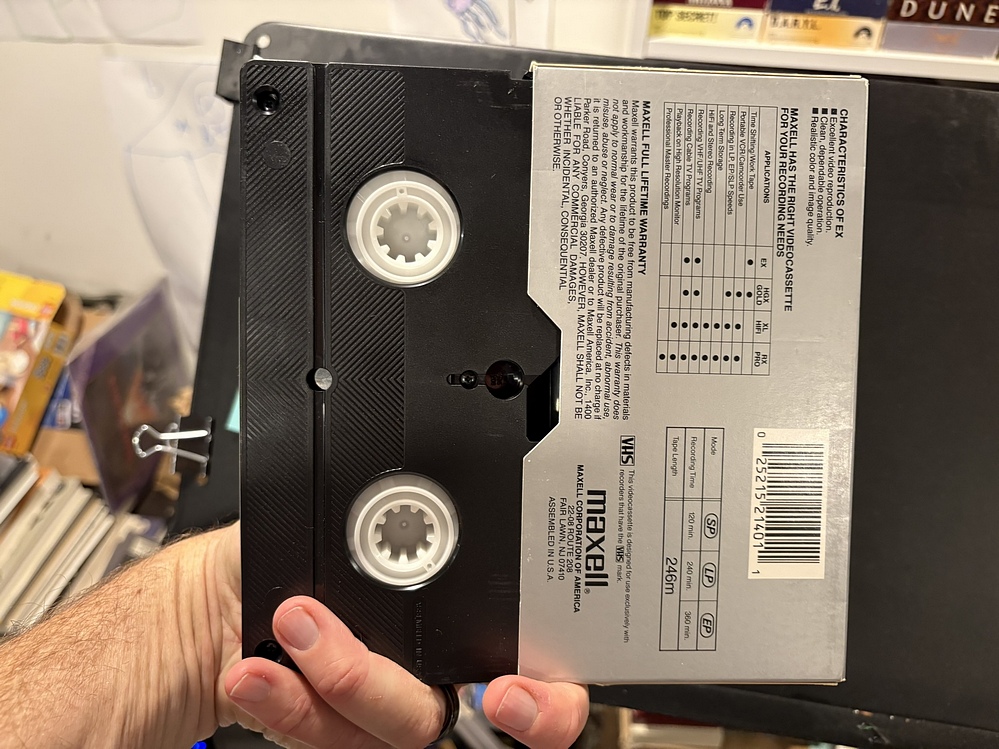 CHARACTERISTICS OF EX
■ Excellent video reproduction.
■ Clean, dependable operation.
■ Realistic color and image quality.
MAXELL HAS THE RIGHT VIDEOCASSETTE
FOR YOUR RECORDING NEEDS
APPLICATIONS EX HGX GOLD XL HIFI RX PRO
Time Shifting/Work Tape ● ●
Portable VCR/Camcorder Use ● ● ●
Recording in LP, EP/SLP Speeds ● ● ●
Long Term Storage ● ●
HiFi and Stereo Recording ● ●
Recording VHF/UHF TV Programs ● ● ● ●
Recording Cable TV Programs ● ● ● ●
Playback on High Resolution Monitor ● ●
Professional Master Recordings ●
MAXELL FULL LIFETIME WARRANTY
Maxell warrants this product to be free from manufacturing defects in materials
and workmanship for the lifetime of the original purchaser. This warranty does
not apply to normal wear or to damage resulting from accident, abnormal use,
misuse, abuse or neglect. Any defective product will be replaced at no charge if
it is returned to an authorized Maxell dealer or to Maxell America, Inc., 1400
Parker Road, Conyers, Georgia 30207. HOWEVER, MAXELL SHALL NOT BE
LIABLE FOR ANY COMMERCIAL DAMAGES,
WHETHER INCIDENTAL, CONSEQUENTIAL
OR OTHERWISE.
0 25215 21401 1
Mode SP LP EP
Recording Time 120 min. 240 min. 360 min.
Tape Length 246m
VHS This videocassette is designed for use exclusively with
recorders that have the VHS mark.
maxell®
MAXELL CORPORATION OF AMERICA
22-08 ROUTE 208
FAIR LAWN, NJ 07410
ASSEMBLED IN U.S.A.
TOP SECRET!
DUNE